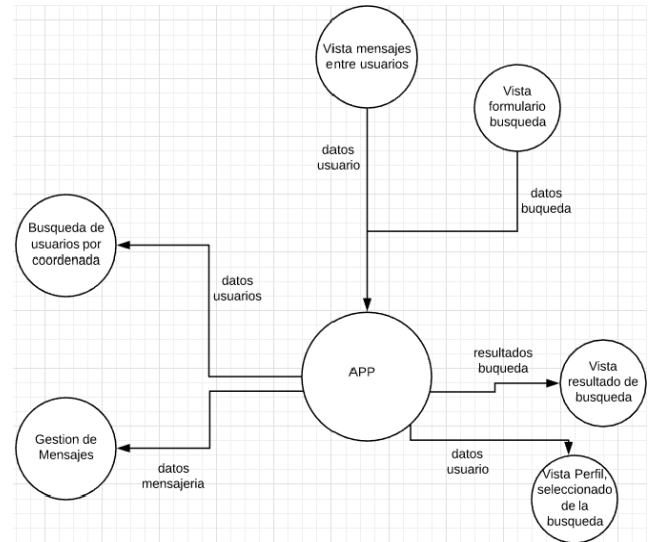 Vista mensajes
entre usuarios
Vista
formulario
busqueda
datos
usuario
datos
buqueda
Busqueda de
usuarios por
coordenada
datos
usuarios
APP
resultados
buqueda
Vista
resultado de
busqueda
Gestion de
Mensajes
datos
mensajeria
datos
usuario
Vista Perfil,
seleccionado
de la
busqueda